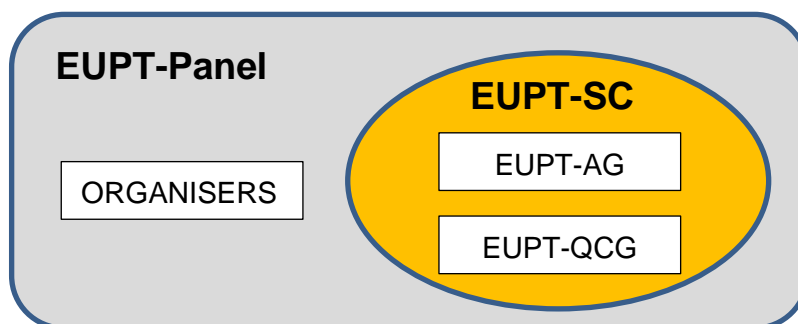 EUPT-Panel
EUPT-SC
EUPT-AG
ORGANISERS
EUPT-QCG